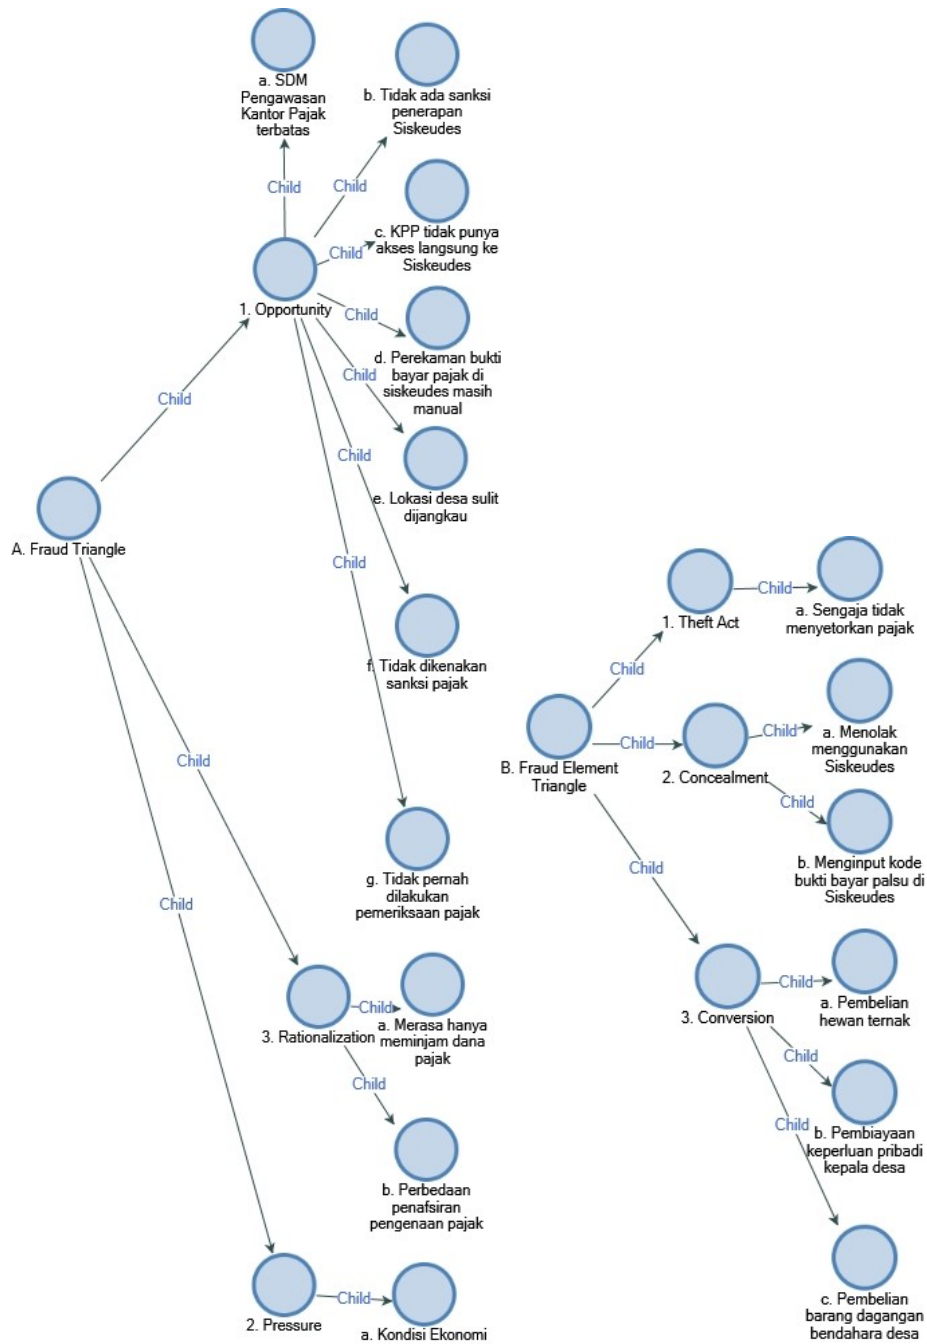 a. SDM
Pengawasan
Kantor Pajak
terbatas
b. Tidak ada sanksi
penerapan
Siskeudes
Child
Child
c. KPP tidak punya
akses langsung ke
Siskeudes
Child
1. Opportunity
Child
d. Perekaman bukti
bayar pajak di
siskeudes masih
manual
Child
Child
Child
e. Lokasi desa sulit
dijangkau
A. Fraud Triangle
Child
f. Tidak dikenakan
sanksi pajak
Child
g. Tidak pernah
dilakukan
pemeriksaan pajak
Child
3. Rationalization
Child
a. Merasa hanya
meminjam dana
pajak
Child
b. Perbedaan
penafsiran
pengenaan pajak
2. Pressure
Child
a. Kondisi Ekonomi
1. Theft Act
Child
a. Sengaja tidak
menyetorkan pajak
Child
B. Fraud Element
Triangle
Child
2. Concealment
Child
a. Menolak
menggunakan
Siskeudes
Child
b. Menginput kode
bukti bayar palsu di
Siskeudes
Child
3. Conversion
Child
a. Pembelian
hewan ternak
Child
b. Pembiayaan
keperluan pribadi
kepala desa
Child
c. Pembelian
barang dagangan
bendahara desa